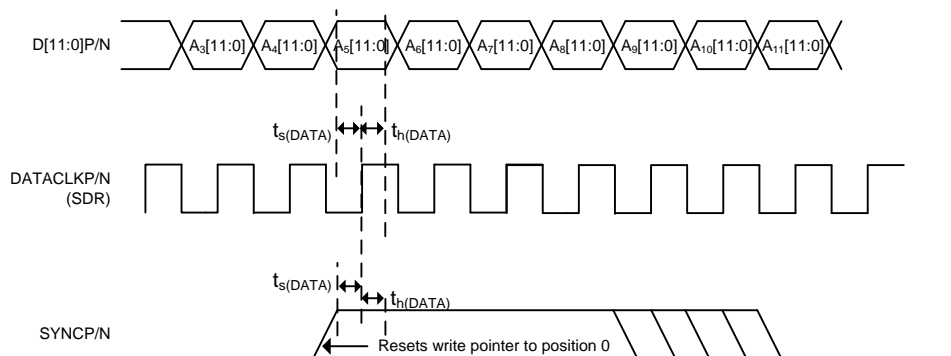 D[11:0]P/N
A₃[11:0] A₄[11:0] A₅[11:0] A₆[11:0] A₇[11:0] A₈[11:0] A₉[11:0] A₁₀[11:0] A₁₁[11:0]
tₛ(DATA) tₕ(DATA)
DATACLKP/N
(SDR)
tₛ(DATA)
tₕ(DATA)
SYNCP/N
Resets write pointer to position 0